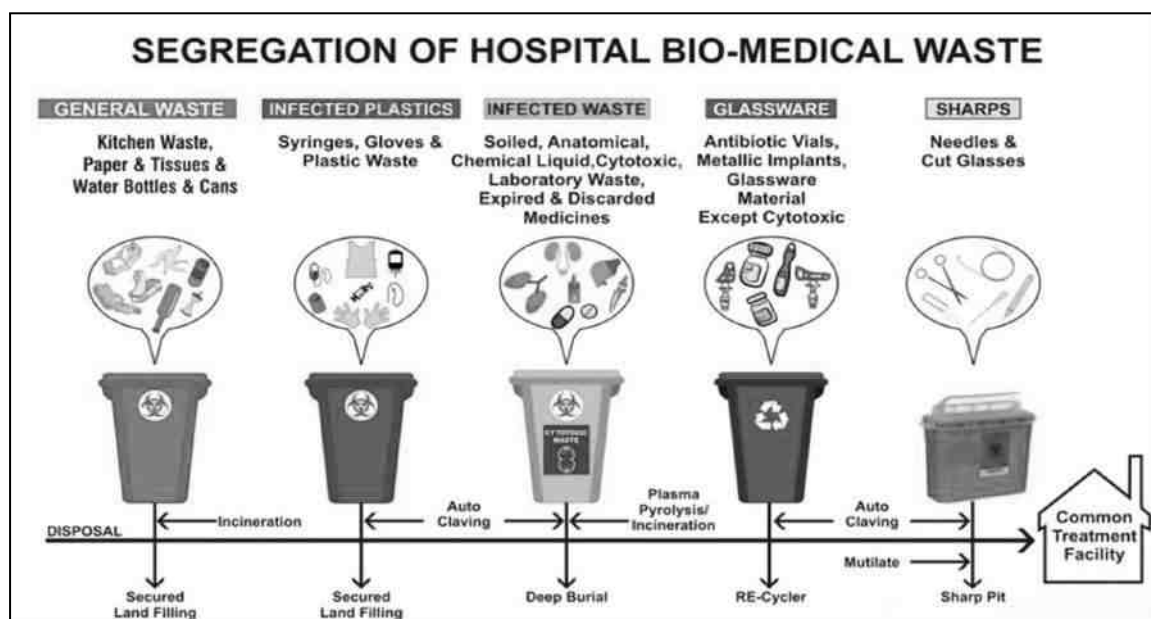 SEGREGATION OF HOSPITAL BIO-MEDICAL WASTE
GENERAL WASTE
Kitchen Waste,
Paper & Tissues &
Water Bottles & Cans
INFECTED PLASTICS
Syringes, Gloves &
Plastic Waste
INFECTED WASTE
Soiled, Anatomical,
Chemical Liquid,Cytotoxic,
Laboratory Waste,
Expired & Discarded
Medicines
GLASSWARE
Antibiotic Vials,
Metallic Implants,
Glassware
Material
Except Cytotoxic
SHARPS
Needles &
Cut Glasses
CYTOTOXIC
WASTE
DISPOSAL
Incineration
Auto
Claving
Plasma
Pyrolysis/
Incineration
Auto
Claving
Mutilate
Common
Treatment
Facility
Secured
Land Filling
Secured
Land Filling
Deep Burial
RE-Cycler
Sharp Pit